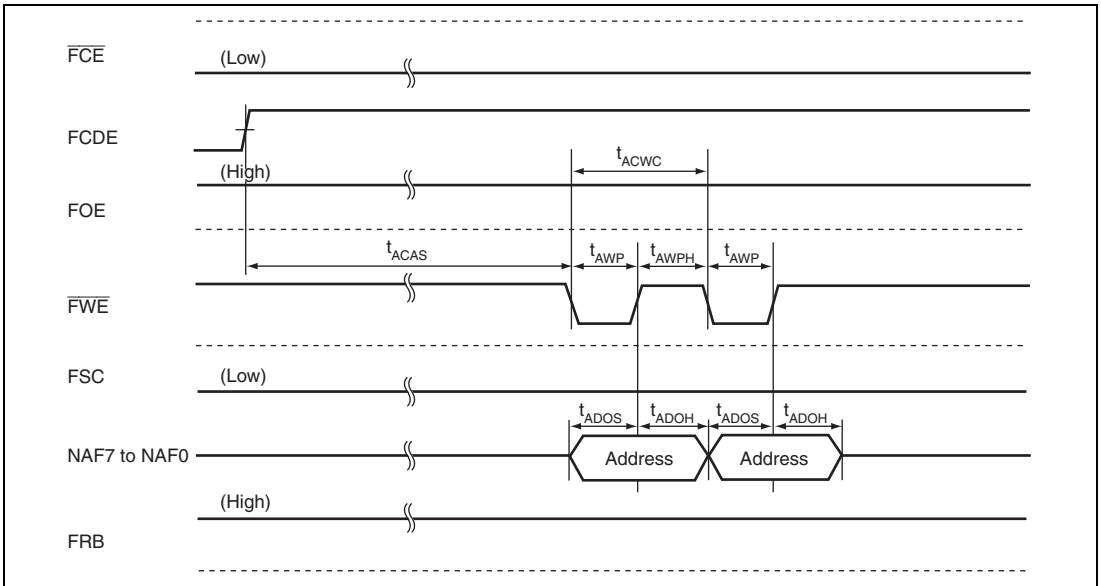 FCE (Low)
FCDE
tACWC
(High)
FOE
tACAS tAWP tAWPH tAWP
FWE
FSC (Low)
tADOS tADOH tADOS tADOH
NAF7 to NAF0 Address Address
(High)
FRB